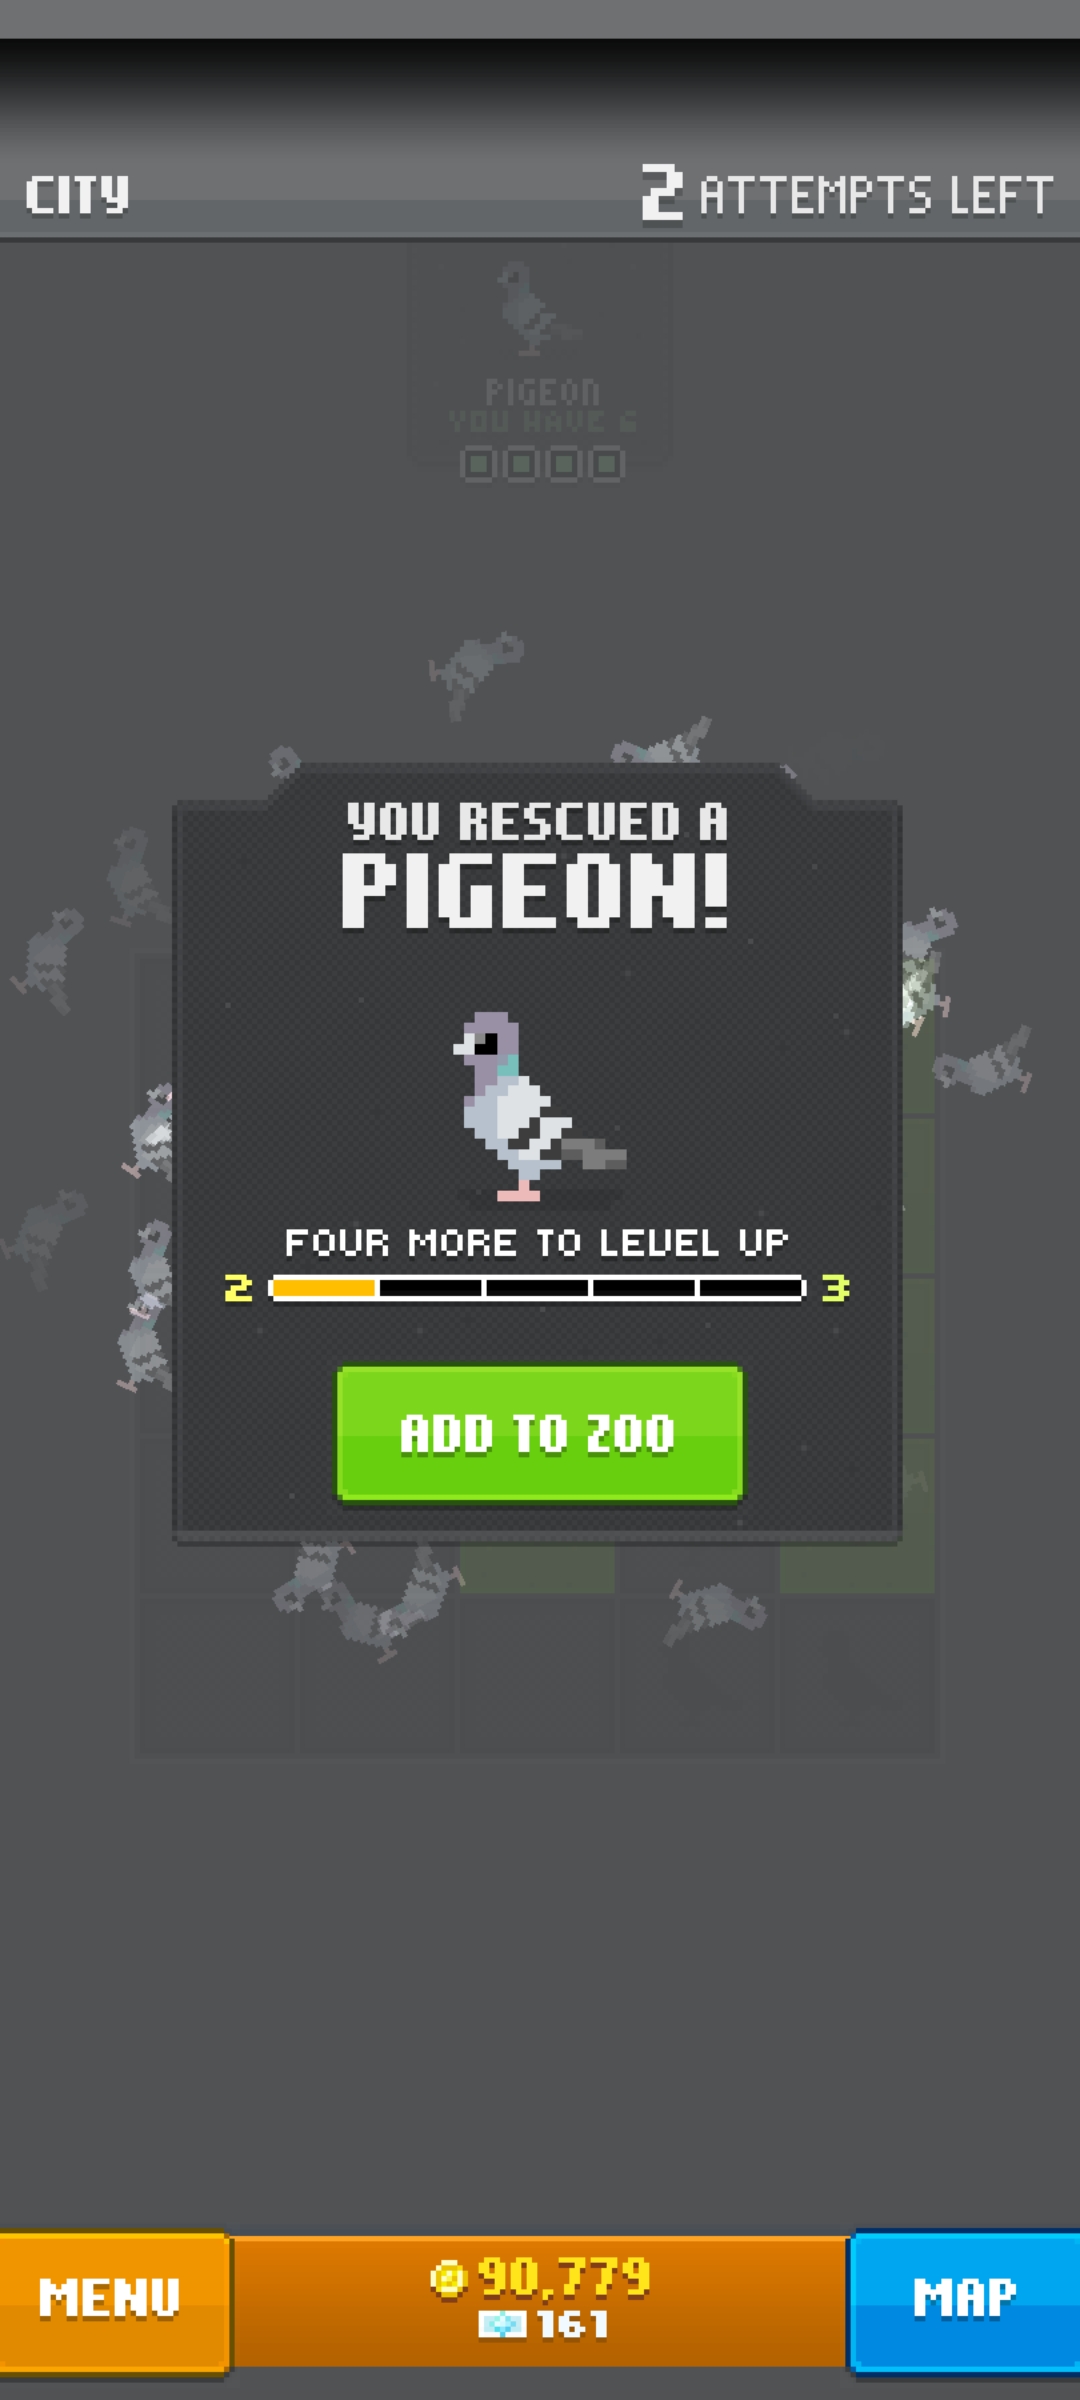 CITY
2 ATTEMPTS LEFT
PIGEON
YOU HAVE 6
YOU RESCUED A
PIGEON!
FOUR MORE TO LEVEL UP
2 3
ADD TO ZOO
MENU
90,779
161
MAP